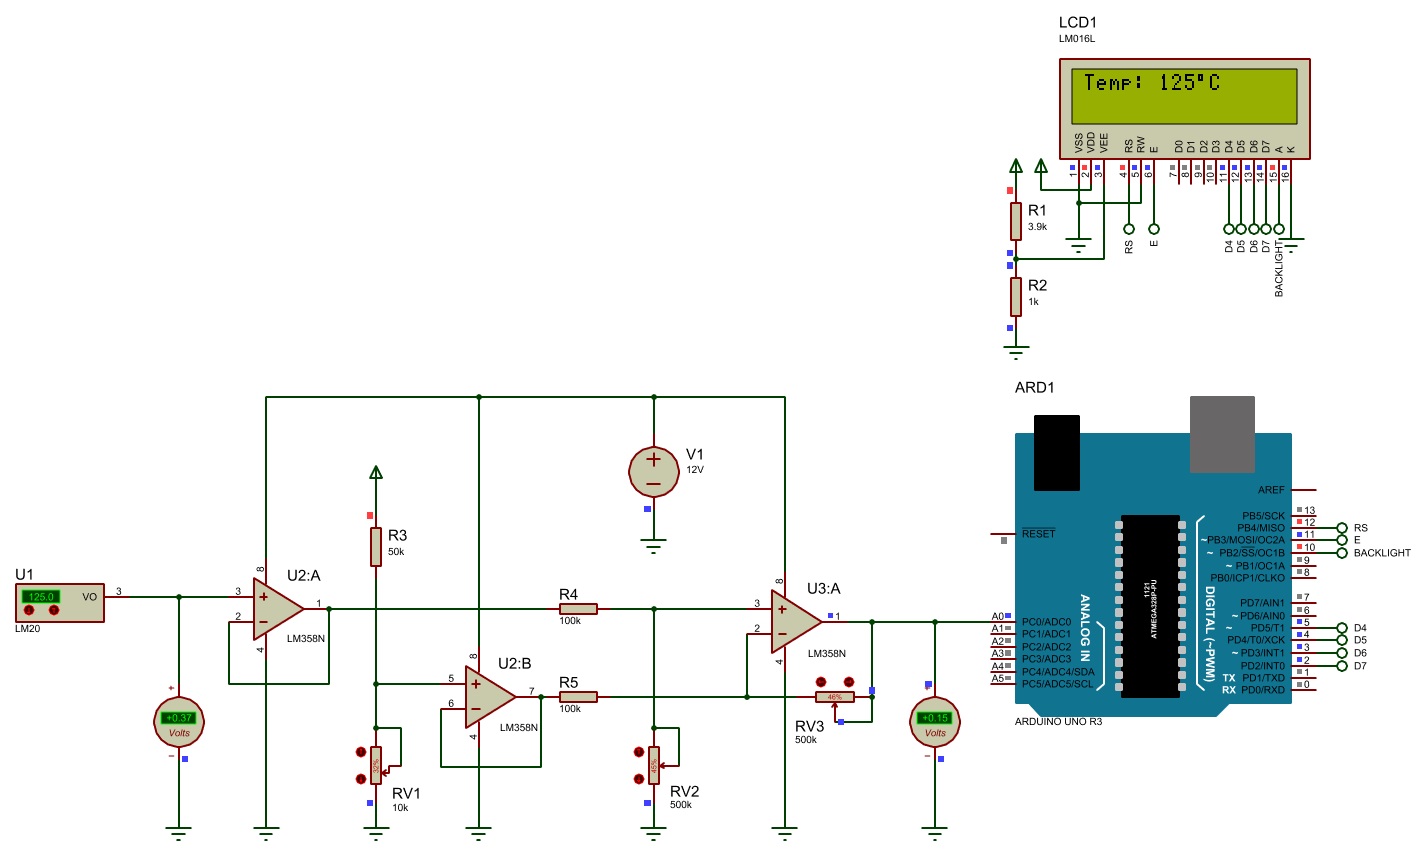 LCD1
LM016L
Temp: 125°C
VSS VDD VEE RS RW E D0 D1 D2 D3 D4 D5 D6 D7 A K
1 2 3 4 5 6 7 8 9 10 11 12 13 14 15 16
R1
3.9k
R2
1k
RS E D4 D5 D6 D7 BACKLIGHT
ARD1
V1
12V
R3
50k
U1
125.0
VO
3
LM20
U2:A
3
2
8
4
1
LM358N
R4
100k
U2:B
5
6
8
4
7
LM358N
R5
100k
U3:A
3
2
8
4
1
LM358N
+
+0.37
Volts
−
32%
RV1
10k
45%
RV2
500k
46%
RV3
500k
+
+0.15
Volts
−
RESET
AREF
PB5/SCK 13
PB4/MISO 12 RS
~PB3/MOSI/OC2A 11 E
~ PB2/SS/OC1B 10 BACKLIGHT
~ PB1/OC1A 9
PB0/ICP1/CLKO 8
PD7/AIN1 7
~ PD6/AIN0 6
~ PD5/T1 5 D4
PD4/T0/XCK 4 D5
~ PD3/INT1 3 D6
PD2/INT0 2 D7
TX PD1/TXD 1
RX PD0/RXD 0
A0 PC0/ADC0
A1 PC1/ADC1
A2 PC2/ADC2
A3 PC3/ADC3
A4 PC4/ADC4/SDA
A5 PC5/ADC5/SCL
ANALOG IN
1121
ATMEGA328P-PU
DIGITAL (~PWM)
ARDUINO UNO R3